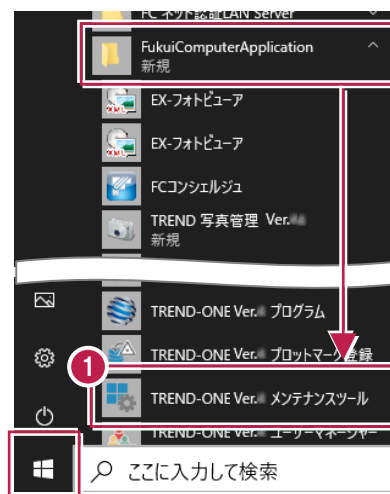 FC ネット認証LAN Server
FukuiComputerApplication
新規
EX-フォトビューア
EX-フォトビューア
FCコンシェルジュ
TREND 写真管理 Ver.
新規
TREND-ONE Ver. プログラム
TREND-ONE Ver. プロットマーク登録
1
TREND-ONE Ver. メンテナンスツール
TREND-ONE Ver. ユーザーマネージャー
ここに入力して検索